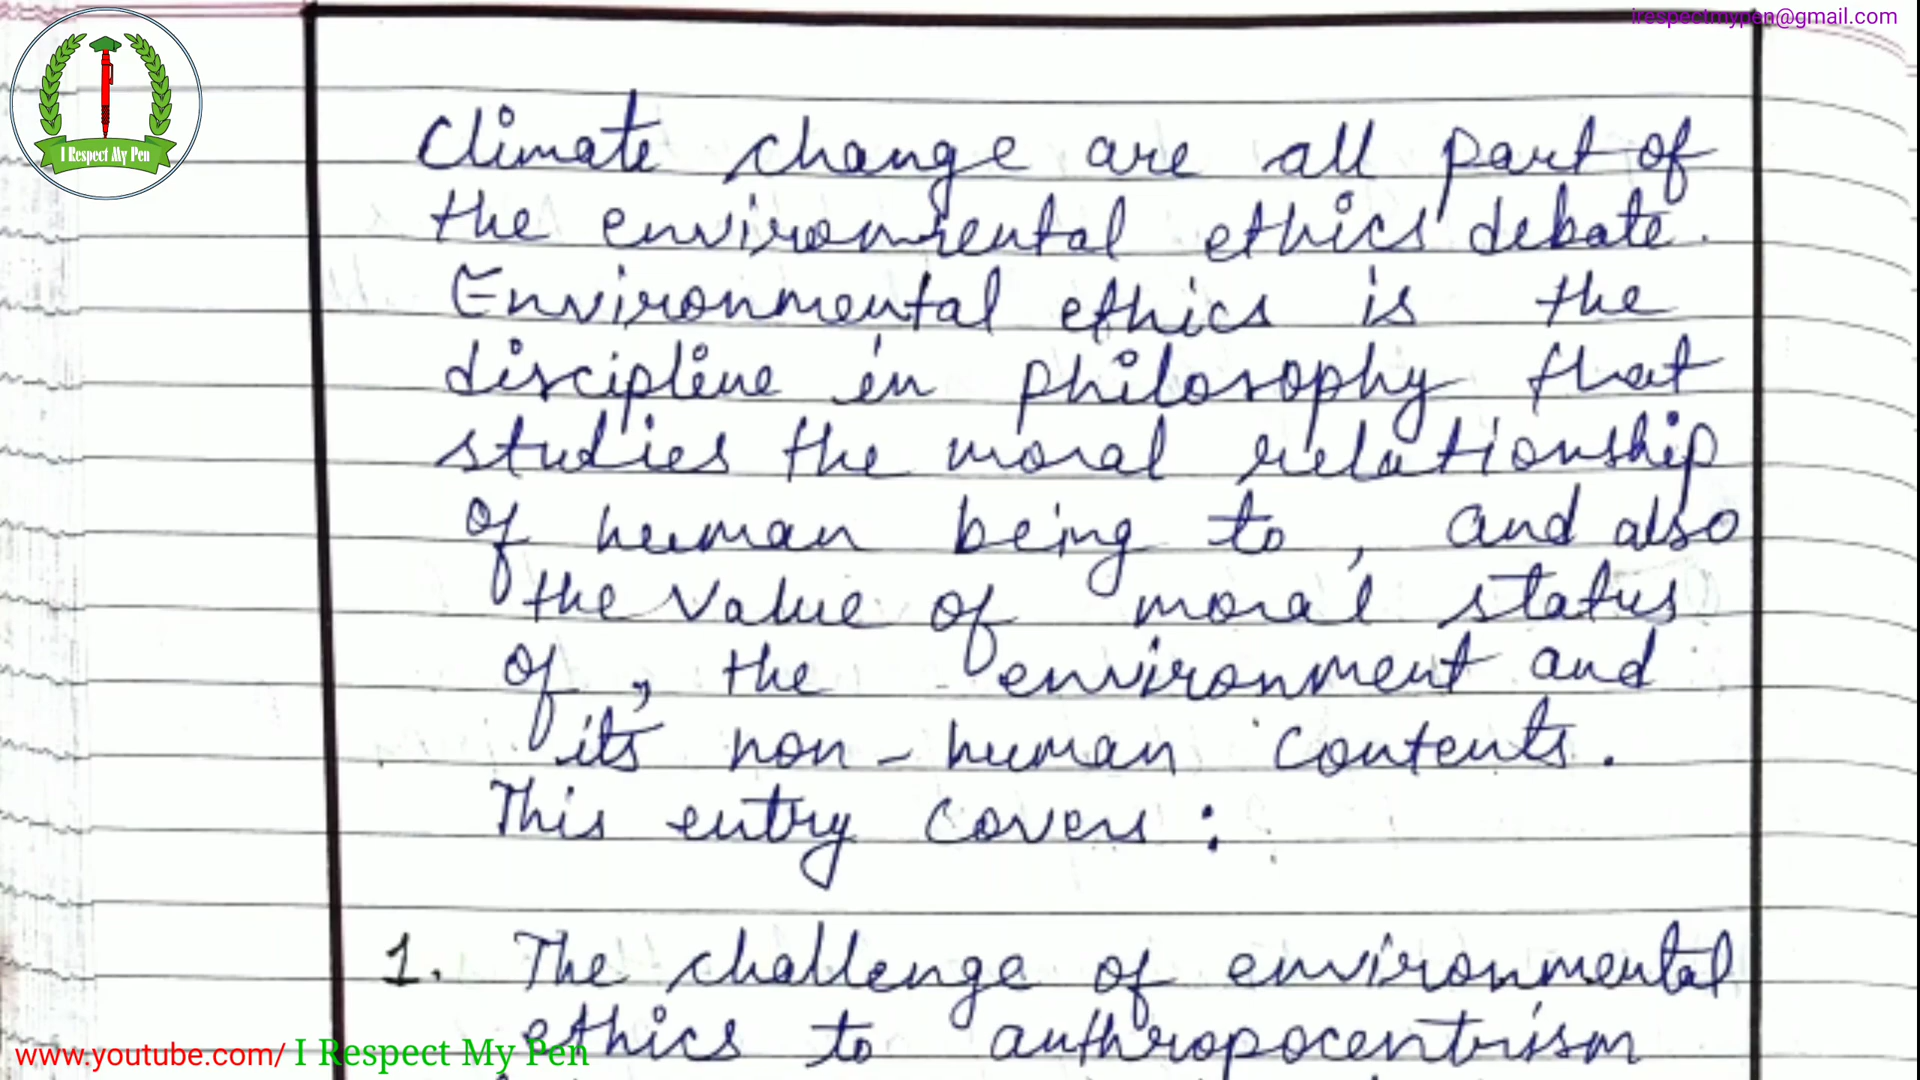 irespectmypen@gmail.com
I Respect My Pen
Climate change are all part of
the environmental ethics debate.
Environmental ethics is the
discipline in philosophy that
studies the moral relationship
of human being to, and also
the value of moral status
of, the environment and
its non-human contents.
This entry covers:
1. The challenge of environmental
ethics to anthropocentrism
www.youtube.com/ I Respect My Pen